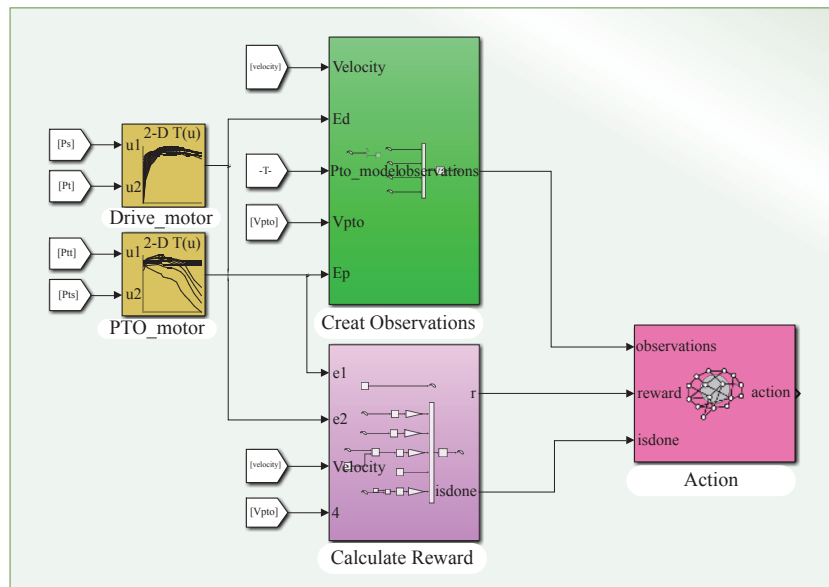 [velocity]
Velocity
Ed
[Ps]
[Pt]
2-D T(u)
u1
u2
Drive_motor
-T-
Pto_mode
observations
[Vpto]
Vpto
[Ptt]
[Pts]
2-D T(u)
u1
u2
PTO_motor
Ep
Creat Observations
e1
e2
r
[velocity]
Velocity
isdone
[Vpto]
4
Calculate Reward
observations
reward
action
isdone
Action